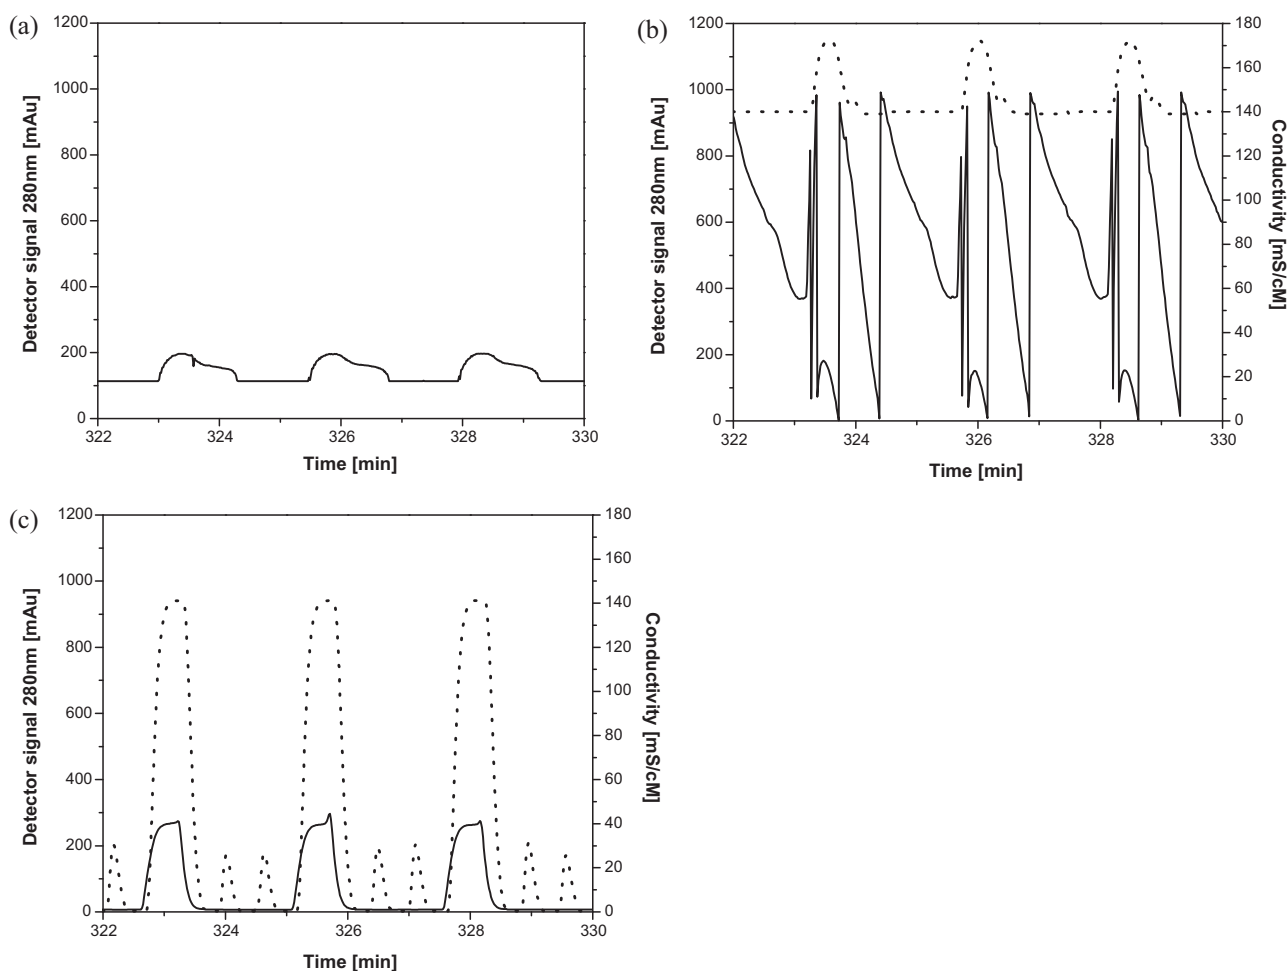 (a)
1200
1000
800
600
400
200
0
Detector signal 280nm [mAu]
322 324 326 328 330
Time [min]
(b)
1200
1000
800
600
400
200
0
Detector signal 280nm [mAu]
180
160
140
120
100
80
60
40
20
0
Conductivity [mS/cM]
322 324 326 328 330
Time [min]
(c)
1200
1000
800
600
400
200
0
Detector signal 280nm [mAu]
180
160
140
120
100
80
60
40
20
0
Conductivity [mS/cM]
322 324 326 328 330
Time [min]